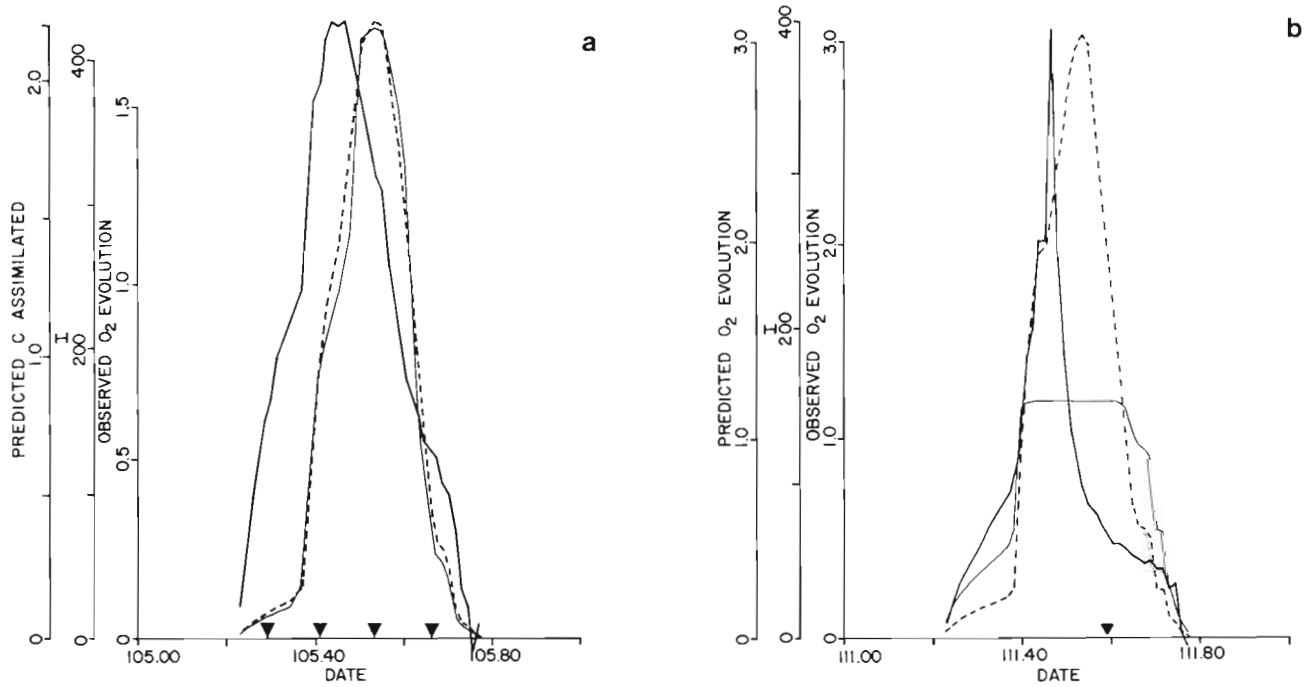 a
PREDICTED C ASSIMILATED
0
1.0
2.0
I
0
200
400
OBSERVED O2 EVOLUTION
0
0.5
1.0
1.5
105.00
105.40
105.80
DATE
b
PREDICTED O2 EVOLUTION
0
1.0
2.0
3.0
I
0
200
400
OBSERVED O2 EVOLUTION
0
1.0
2.0
3.0
111.00
111.40
111.80
DATE